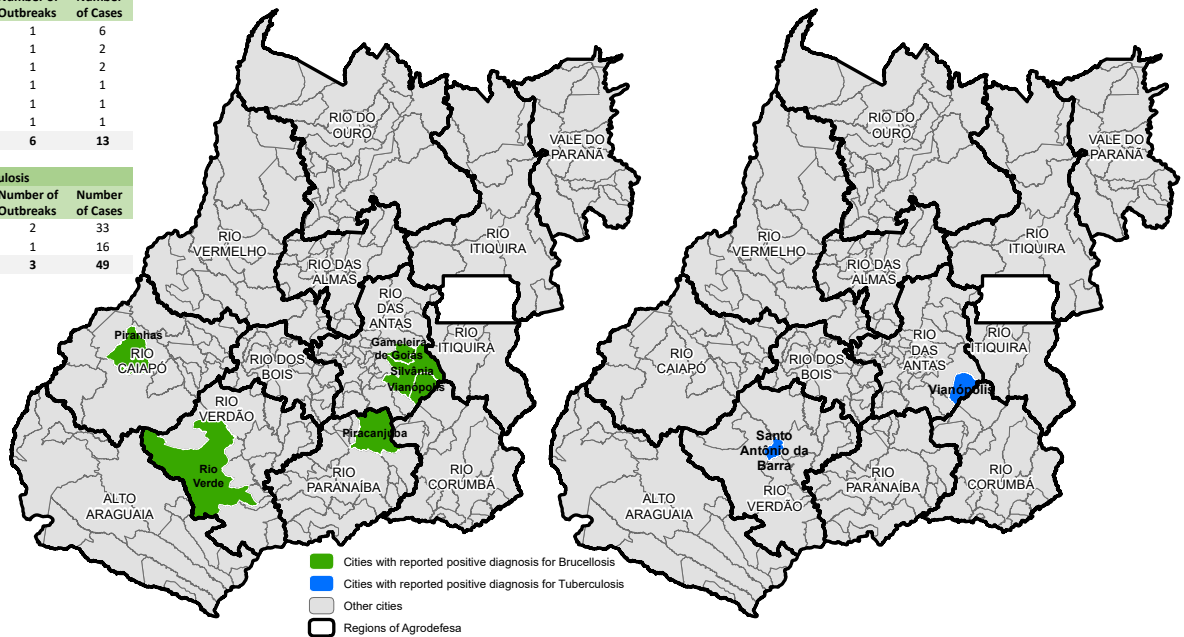 Number of Number
Outbreaks of Cases
1 6
1 2
1 2
1 1
1 1
1 1
6 13
Number of Number
Outbreaks of Cases
2 33
1 16
3 49
RIO DO
OURO
VALE DO
PARANÃ
RIO
VERMELHO
RIO
ITIQUIRA
RIO DAS
ALMAS
RIO
DAS
ANTAS
Piranhas
RIO
CAIAPÓ
RIO DOS
BOIS
Gameleira
de Goiás
Silvânia
Vianópolis
RIO
ITIQUIRA
RIO
VERDÃO
Piracanjuba
Rio
Verde
RIO
PARANAÍBA
RIO
CORUMBÁ
ALTO
ARAGUAIA
RIO DO
OURO
VALE DO
PARANÃ
RIO
VERMELHO
RIO
ITIQUIRA
RIO DAS
ALMAS
RIO
DAS
ANTAS
RIO
ITIQUIRA
RIO
CAIAPÓ
RIO DOS
BOIS
Vianópolis
Santo
Antônio da
Barra
RIO
VERDÃO
RIO
PARANAÍBA
RIO
CORUMBÁ
ALTO
ARAGUAIA
Cities with reported positive diagnosis for Brucellosis
Cities with reported positive diagnosis for Tuberculosis
Other cities
Regions of Agrodefesa